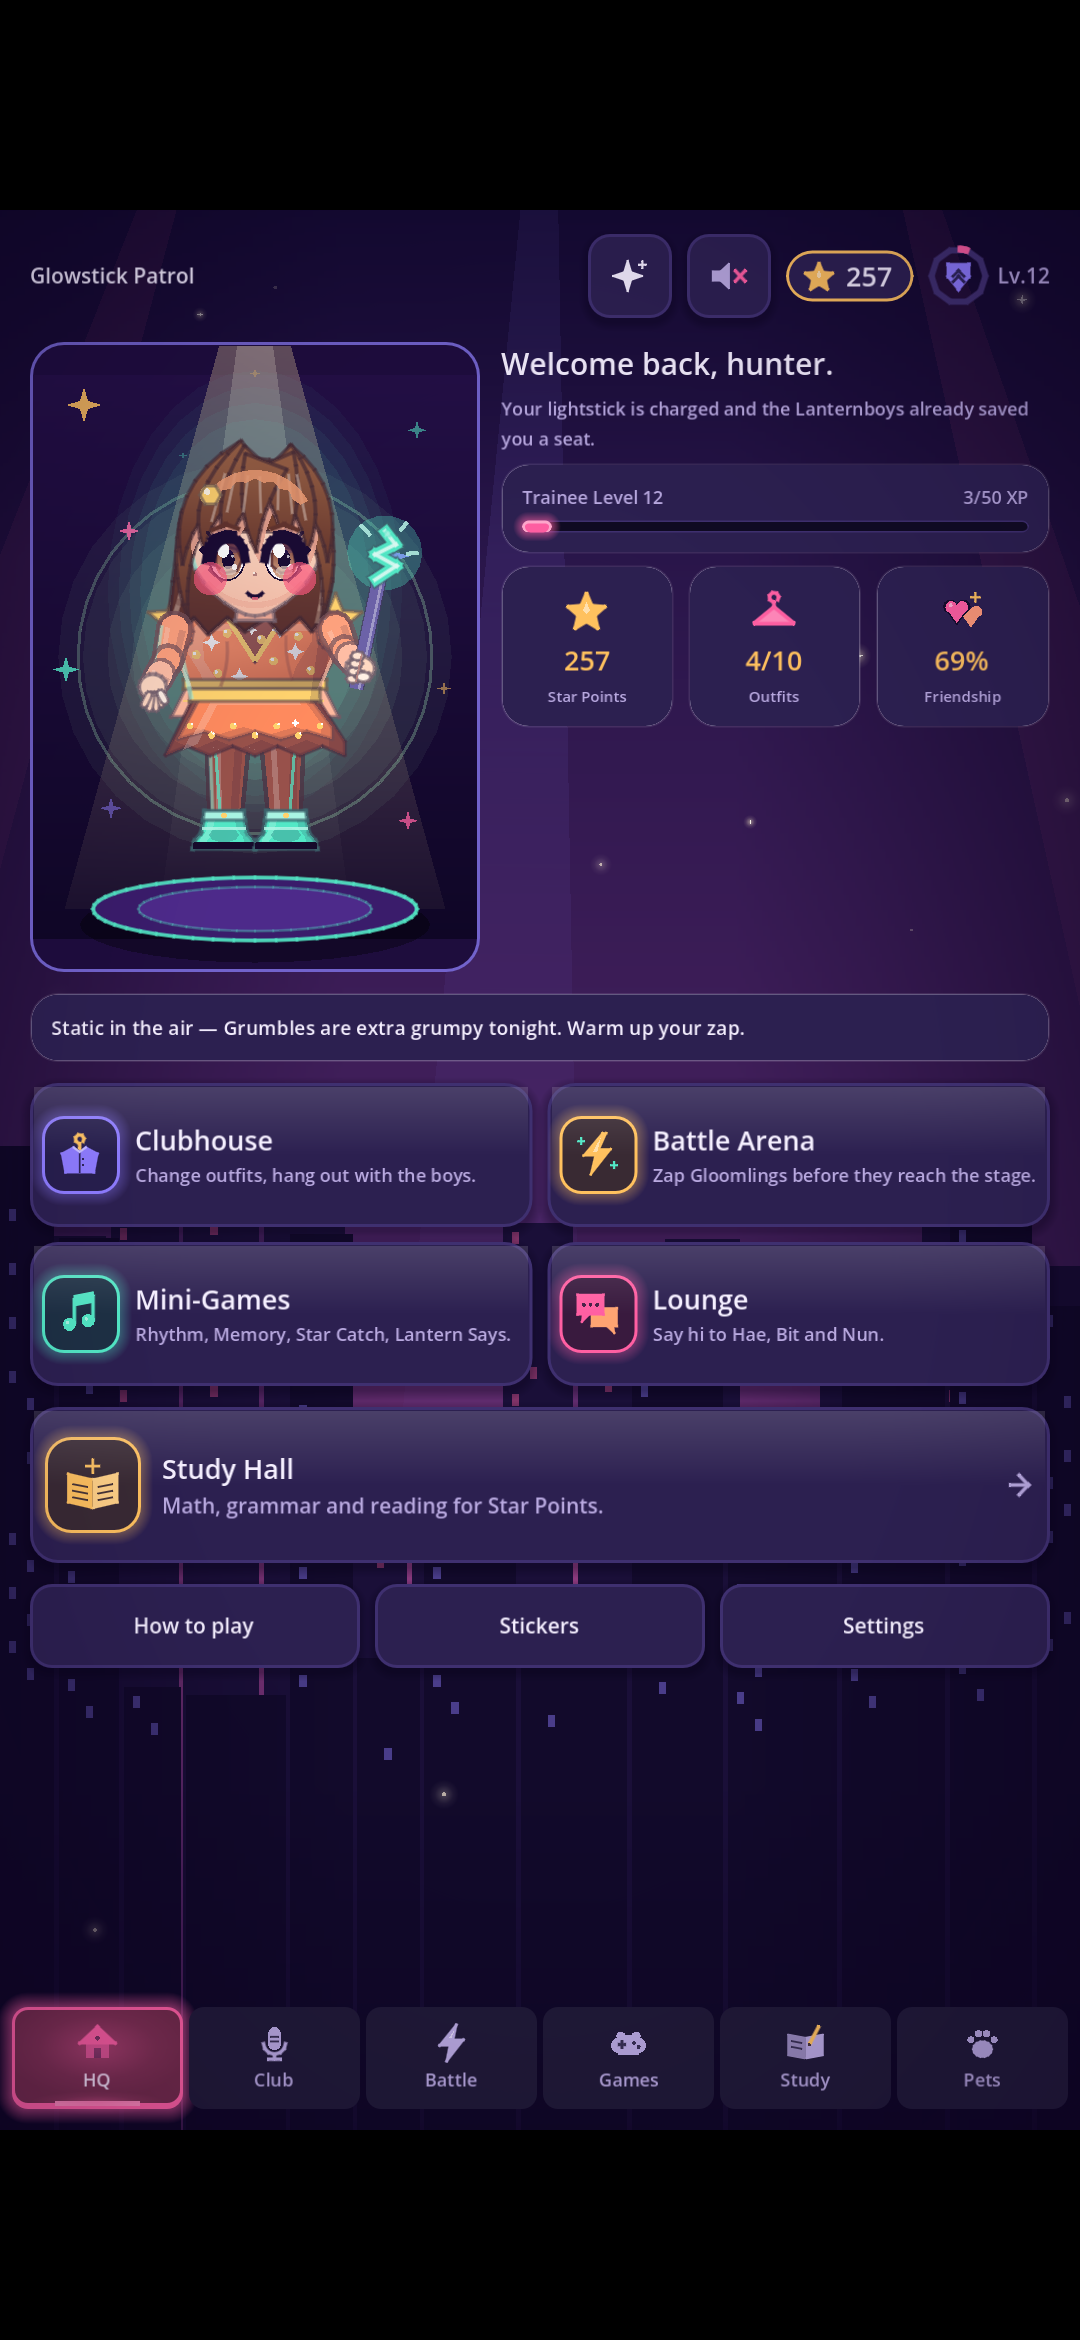 Glowstick Patrol
257
Lv.12
Welcome back, hunter.
Your lightstick is charged and the Lanternboys already saved
you a seat.
Trainee Level 12
3/50 XP
257
Star Points
4/10
Outfits
69%
Friendship
Static in the air — Grumbles are extra grumpy tonight. Warm up your zap.
Clubhouse
Change outfits, hang out with the boys.
Battle Arena
Zap Gloomlings before they reach the stage.
Mini-Games
Rhythm, Memory, Star Catch, Lantern Says.
Lounge
Say hi to Hae, Bit and Nun.
Study Hall
Math, grammar and reading for Star Points.
How to play
Stickers
Settings
HQ
Club
Battle
Games
Study
Pets